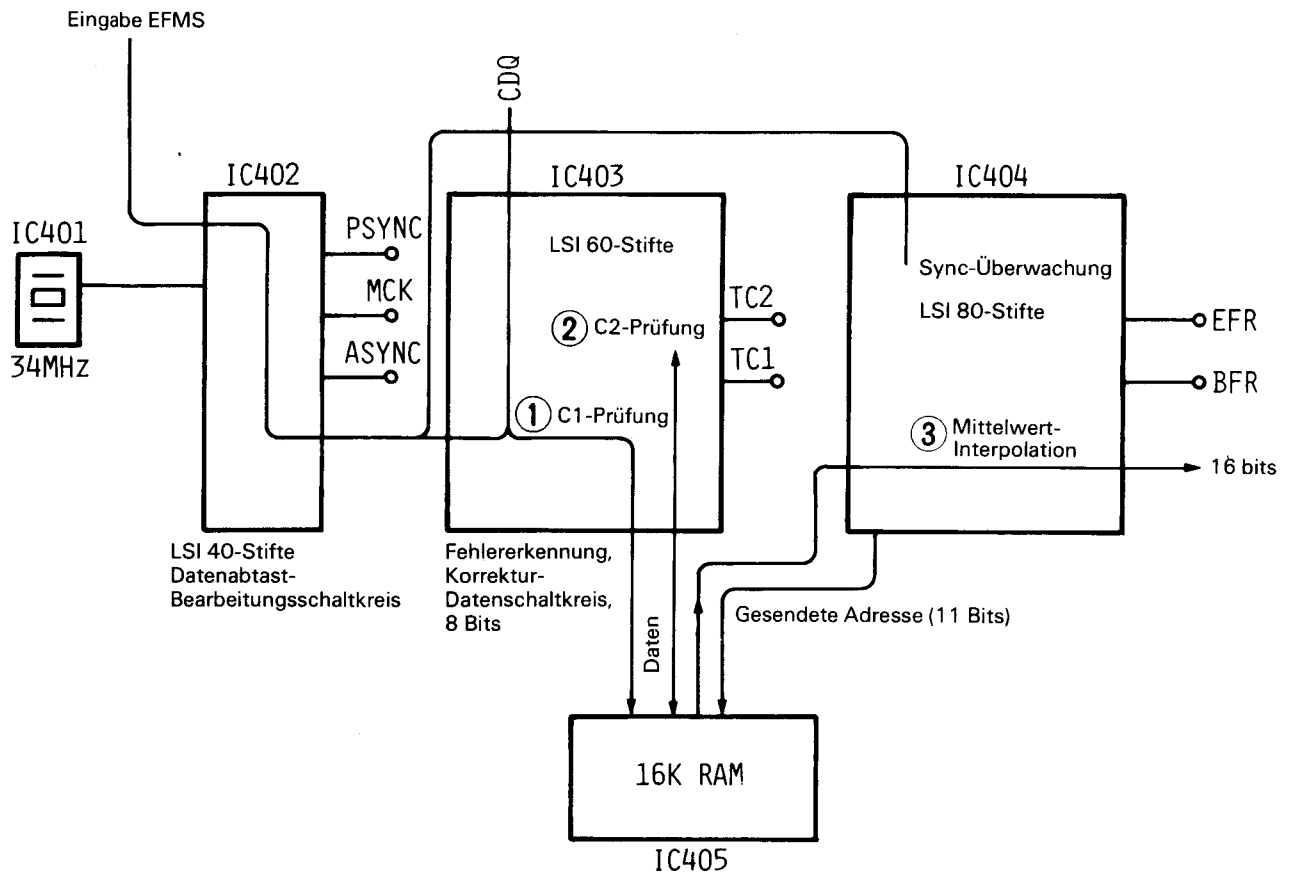 Eingabe EFMS
CDQ
IC401
34MHz
IC402
PSYNC
MCK
ASYNC
LSI 40-Stifte
Datenabtast-
Bearbeitungsschaltkreis
IC403
LSI 60-Stifte
② C2-Prüfung
① C1-Prüfung
TC2
TC1
Fehlererkennung,
Korrektur-
Datenschaltkreis,
8 Bits
IC404
Sync-Überwachung
LSI 80-Stifte
③ Mittelwert-
Interpolation
EFR
BFR
16 bits
Daten
Gesendete Adresse (11 Bits)
16K RAM
IC405